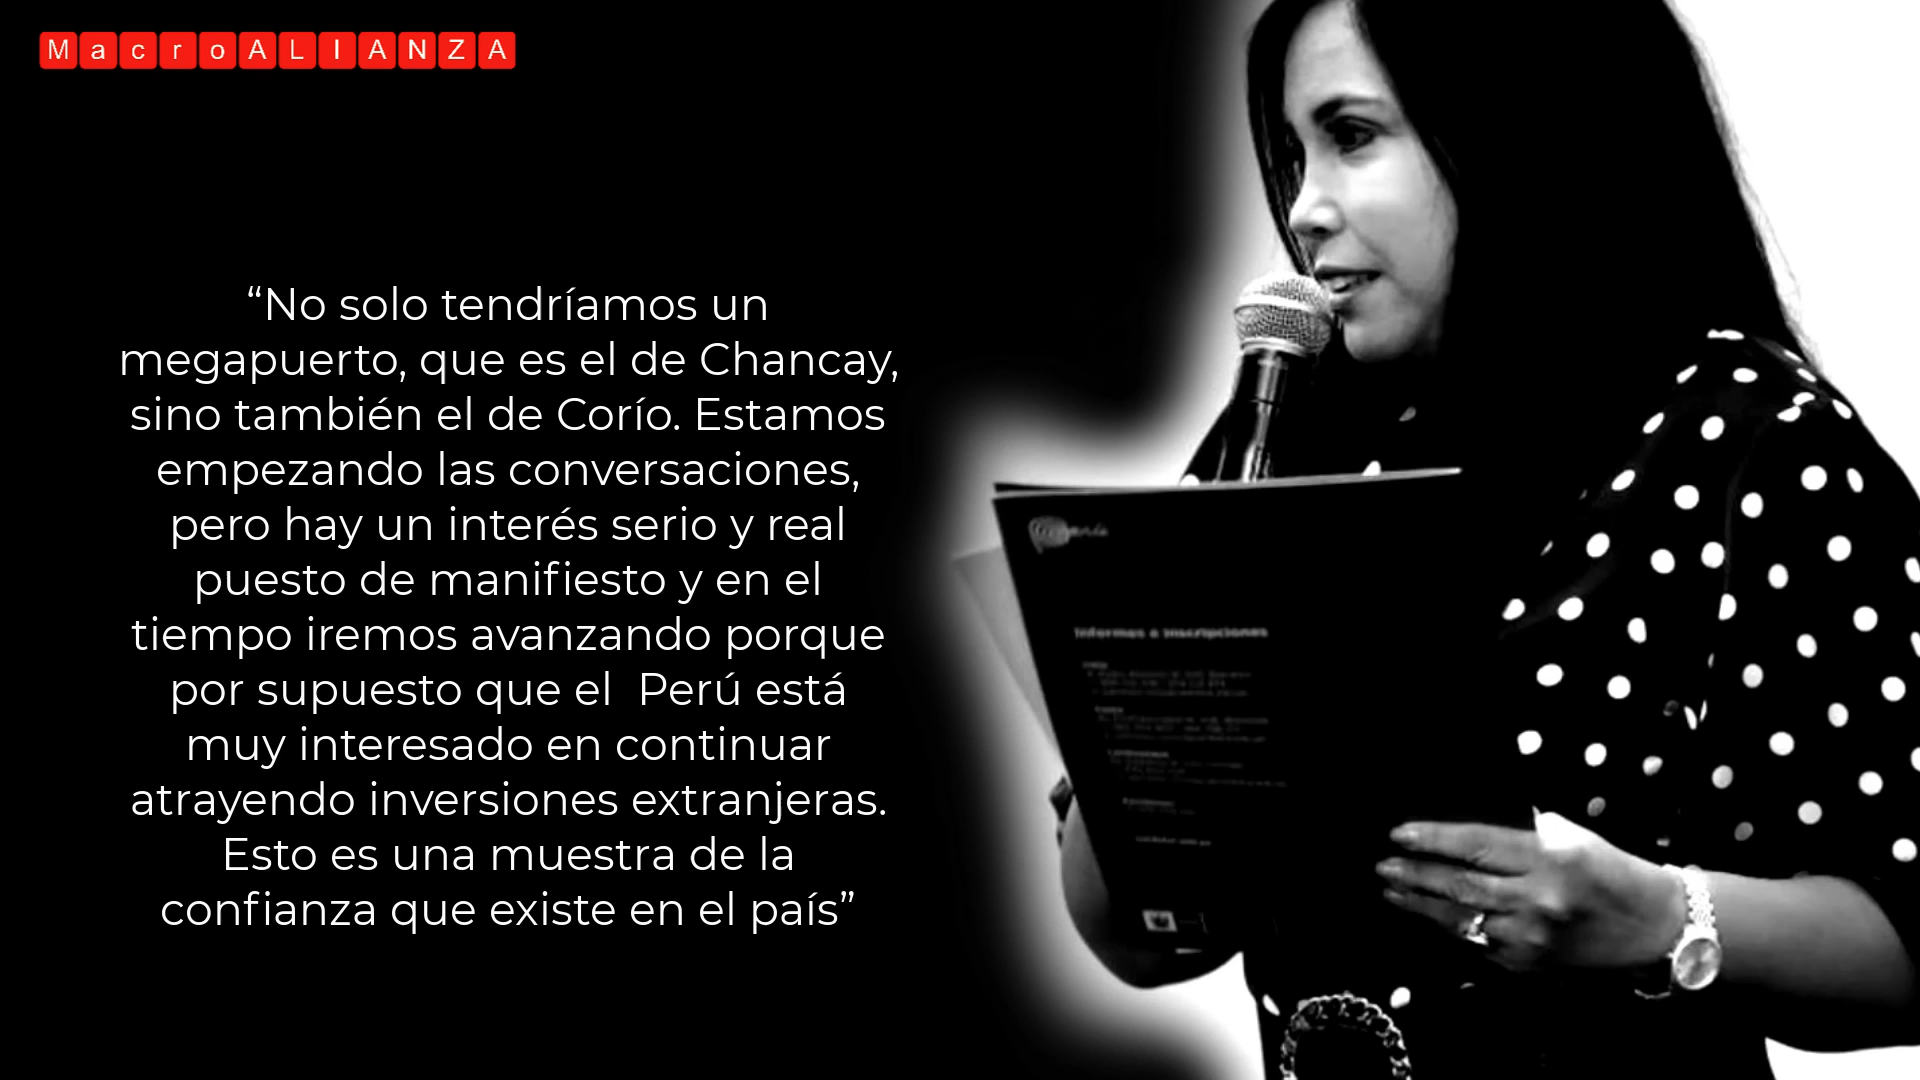 MacroALIANZA
“No solo tendríamos un
megapuerto, que es el de Chancay,
sino también el de Corío. Estamos
empezando las conversaciones,
pero hay un interés serio y real
puesto de manifiesto y en el
tiempo iremos avanzando porque
por supuesto que el  Perú está
muy interesado en continuar
atrayendo inversiones extranjeras.
Esto es una muestra de la
confianza que existe en el país”
Informes e inscripciones